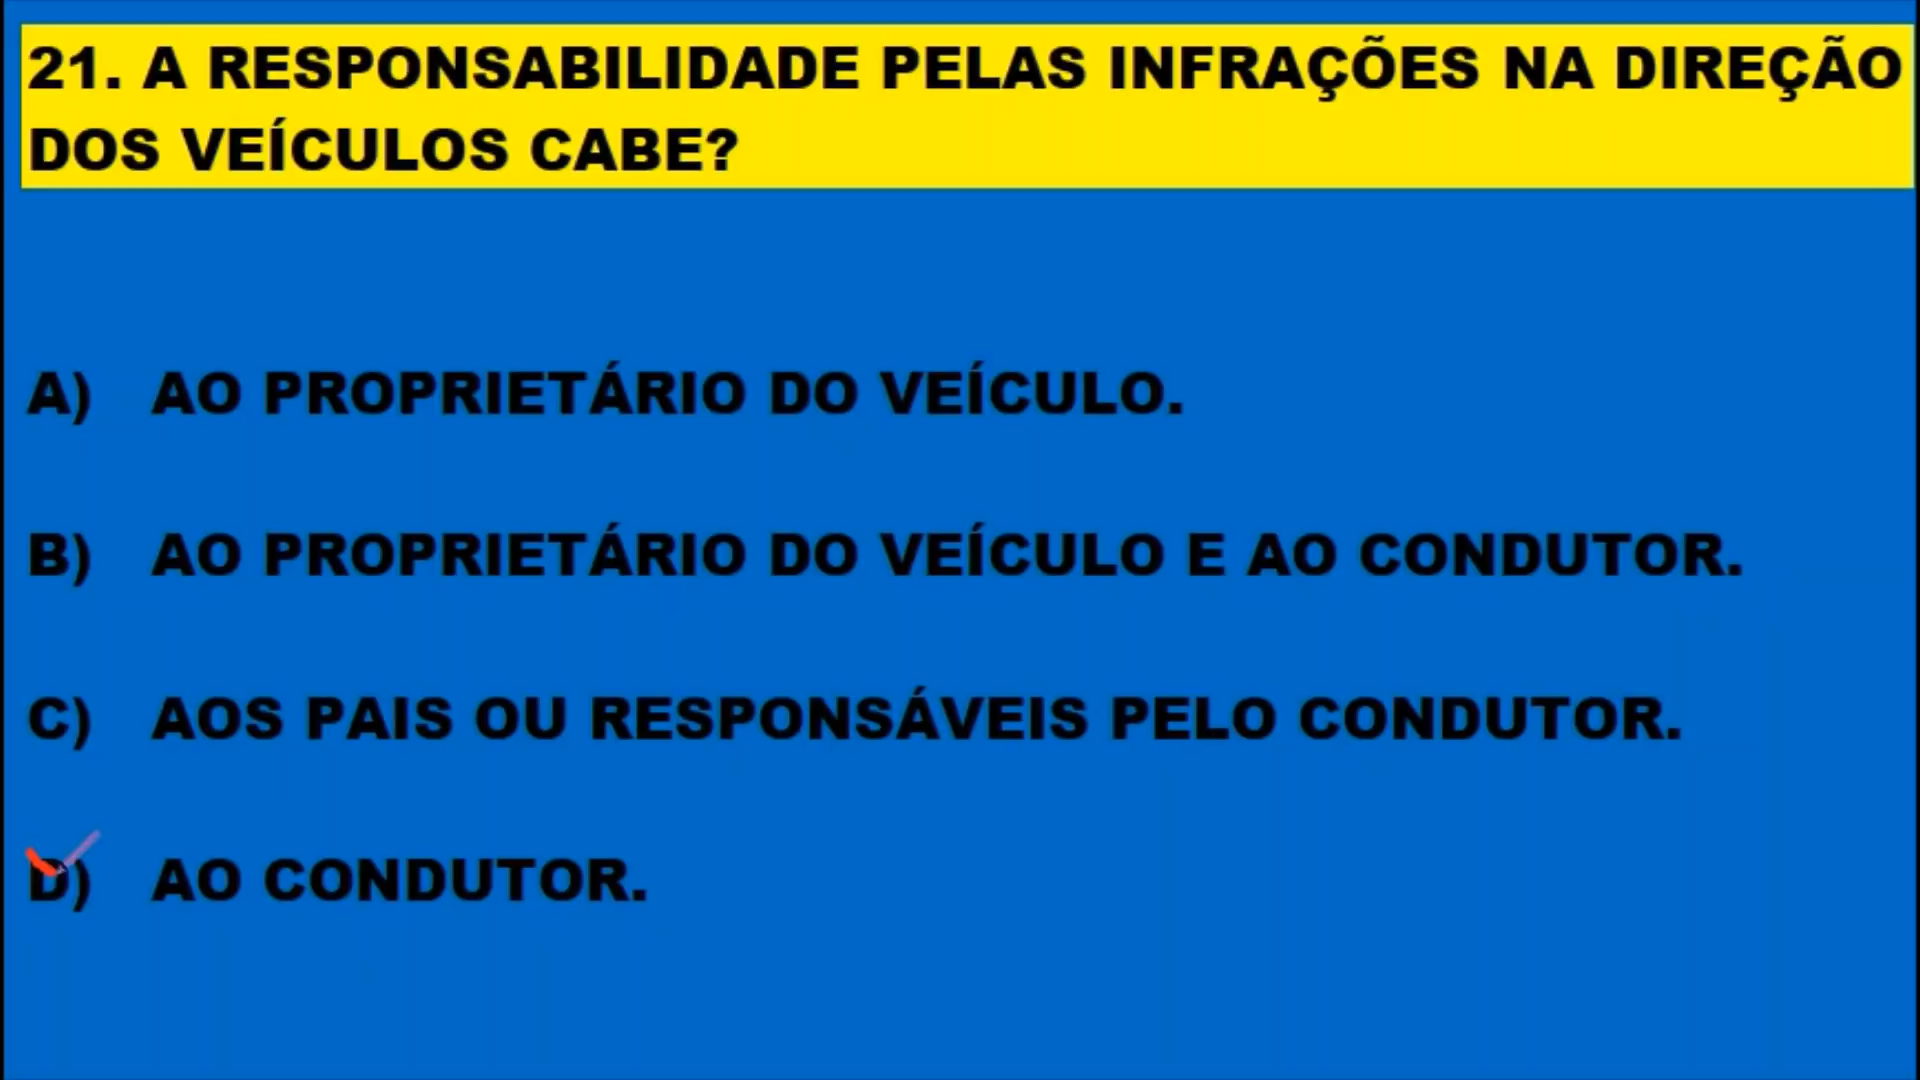 21. A RESPONSABILIDADE PELAS INFRAÇÕES NA DIREÇÃO
DOS VEÍCULOS CABE?
A) AO PROPRIETÁRIO DO VEÍCULO.
B) AO PROPRIETÁRIO DO VEÍCULO E AO CONDUTOR.
C) AOS PAIS OU RESPONSÁVEIS PELO CONDUTOR.
D) AO CONDUTOR.